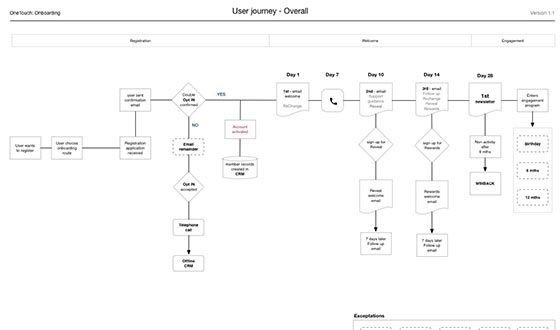 OneTouch: Onboarding
User journey - Overall
Version 1.1
Registration
Welcome
Engagement
User wants
to register
User choose
onboarding
route
Registration
application
received
user sent
confirmation
email
Double
Opt IN
confirmed
YES
NO
Email
remainder
Opt IN
accepted
Telephone
call
Offline
CRM
Account
activated
member records
created in
CRM
Day 1
1st - email
welcome
ReCharge
Day 7
Day 10
2nd - email
Support
guidance
Reveal
sign up for
Reveal
Reveal
welcome
email
7 days later
Follow up
email
Day 14
3rd - email
Follow up
Recharge
Reveal
Rewards
sign-up for
Rewards
Rewards
welcome
email
7 days later
Follow up
email
Day 28
1st
newsletter
Non activity
after
6 mths
WINBACK
Enters
engagement
program
Birthday
6 mths
12 mths
Exceptations